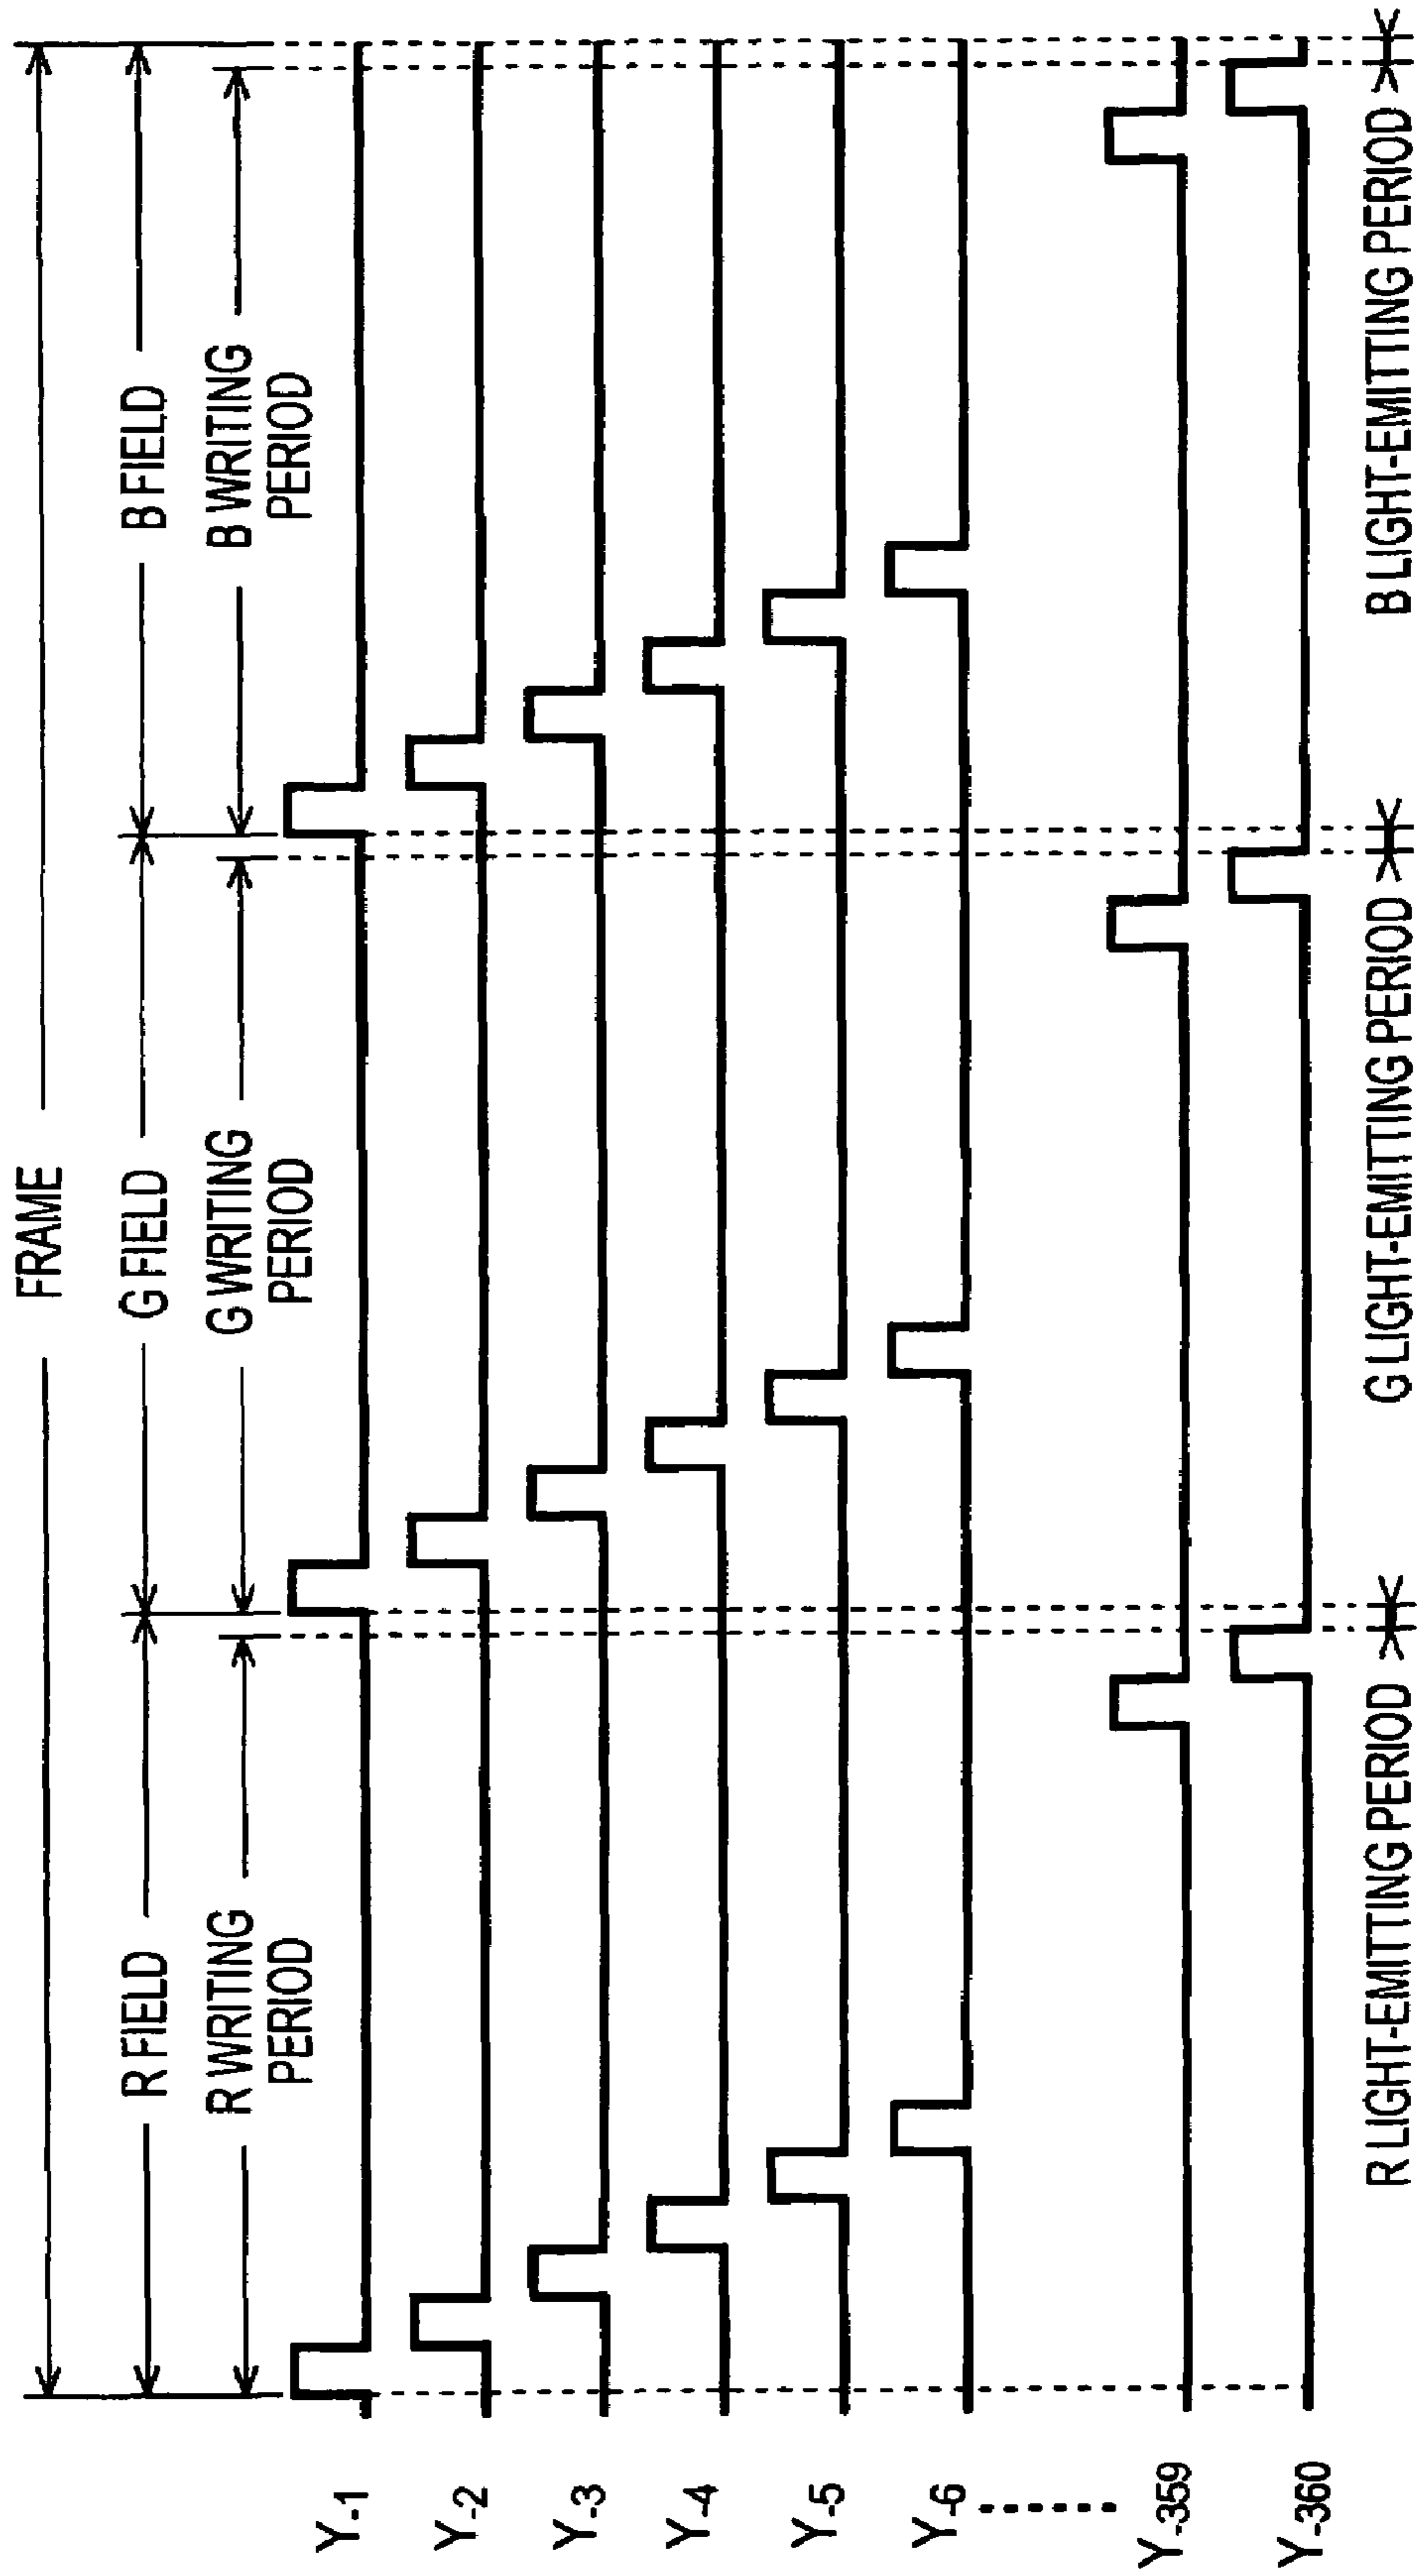 FRAME
R FIELD
G FIELD
B FIELD
R WRITING
PERIOD
G WRITING
PERIOD
B WRITING
PERIOD
Y-1
Y-2
Y-3
Y-4
Y-5
Y-6
Y-359
Y-360
R LIGHT-EMITTING PERIOD
G LIGHT-EMITTING PERIOD
B LIGHT-EMITTING PERIOD